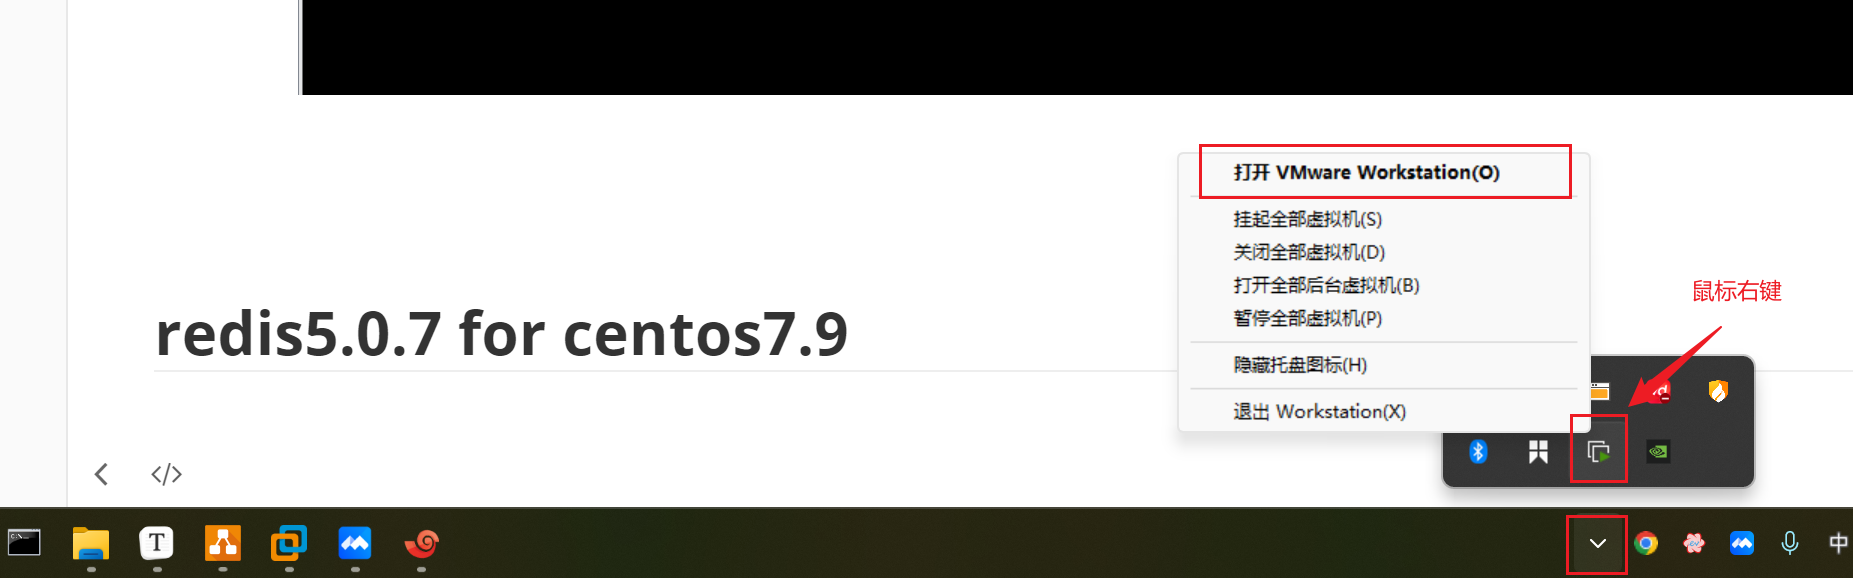 打开 VMware Workstation(O)
挂起全部虚拟机(S)
关闭全部虚拟机(D)
打开全部后台虚拟机(B)
暂停全部虚拟机(P)
隐藏托盘图标(H)
退出 Workstation(X)
鼠标右键
redis5.0.7 for centos7.9
</>
T
中